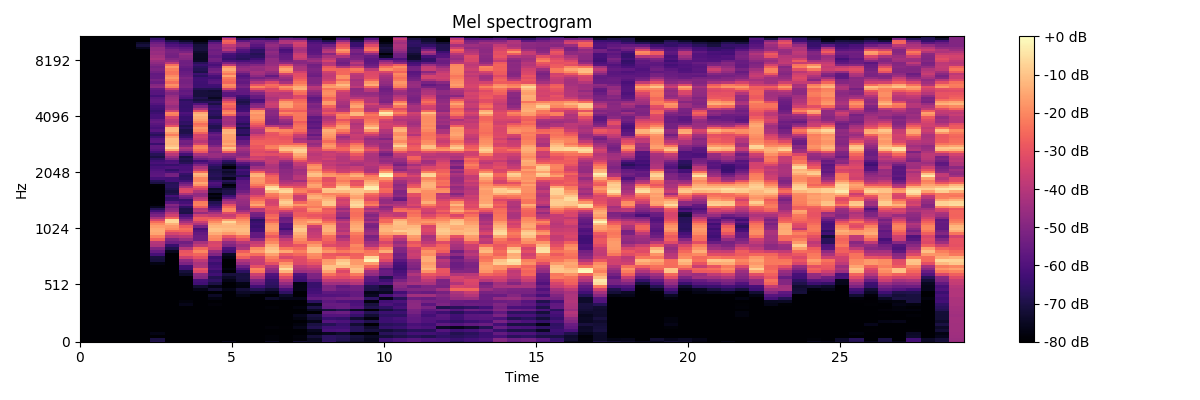 Mel spectrogram
Hz
8192
4096
2048
1024
512
0
0 5 10 15 20 25
Time
+0 dB
-10 dB
-20 dB
-30 dB
-40 dB
-50 dB
-60 dB
-70 dB
-80 dB